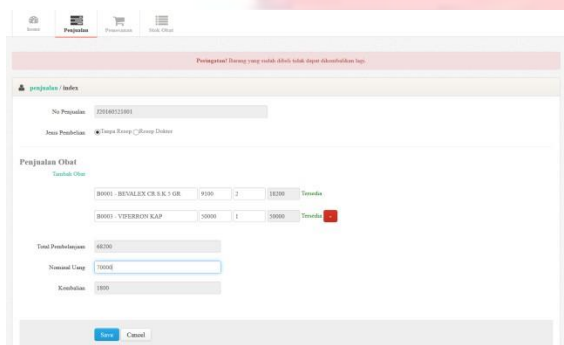 home Penjualan Pemesanan Stok Obat
Peringatan! Barang yang sudah dibeli tidak dapat dikembalikan lagi.
penjualan / index
No Penjualan J20160521001
Jenis Pembelian Tanpa Resep Resep Dokter
Penjualan Obat
Tambah Obat
B0001 - BEVALEX CR S.K 5 GR 9100 2 18200 Tersedia
B0003 - VIFERRON KAP 50000 1 50000 Tersedia -
Total Pembelanjaan 68200
Nominal Uang 70000
Kembalian 1800
Save Cancel